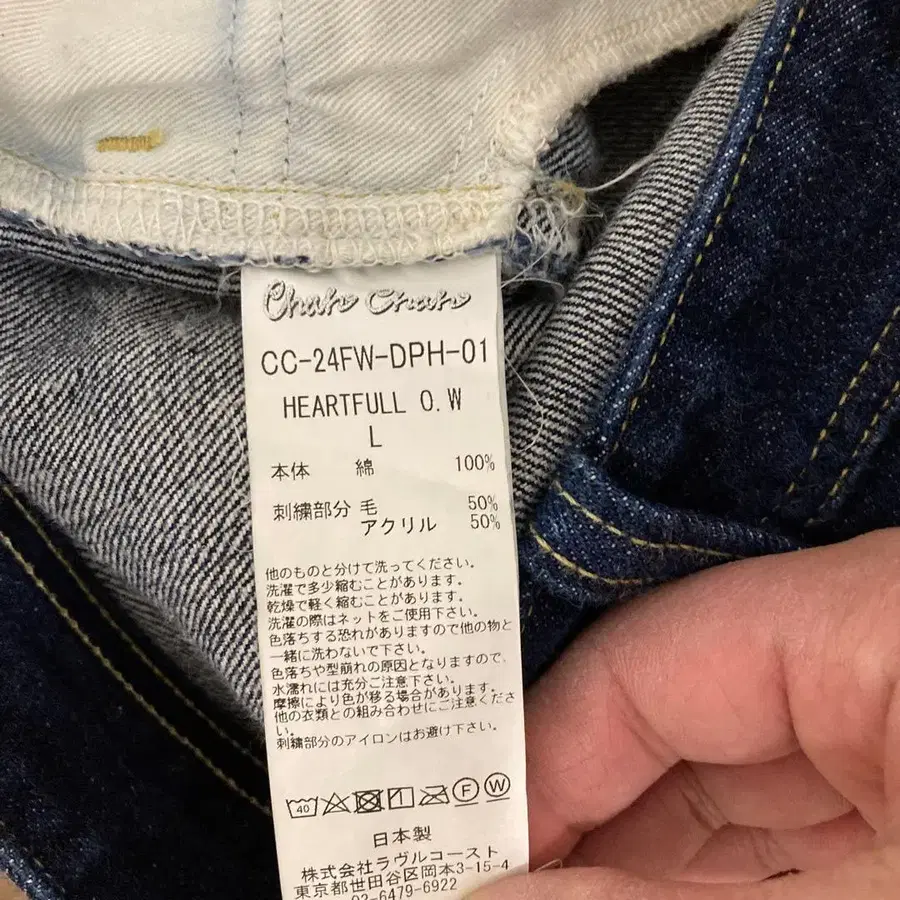 Chah Chah
CC-24FW-DPH-01
HEARTFULL O.W
L
本体 綿 100%
刺繍部分 毛 50%
アクリル 50%
他のものと分けて洗ってください。
洗濯で多少縮むことがあります。
乾燥で軽く縮むことがあります。
洗濯の際はネットをご使用下さい。
色落ちする恐れがありますので他の物と
一緒に洗わないで下さい。
色落ちや型崩れの原因となりますので、
水濡れには充分ご注意下さい。
摩擦により色が移る場合があります。
他の衣類との組み合わせにご注意くださ
い。
刺繍部分のアイロンはお避け下さい。
40 F W
日本製
株式会社ラヴルコースト
東京都世田谷区岡本3-15-4
02-6479-6922